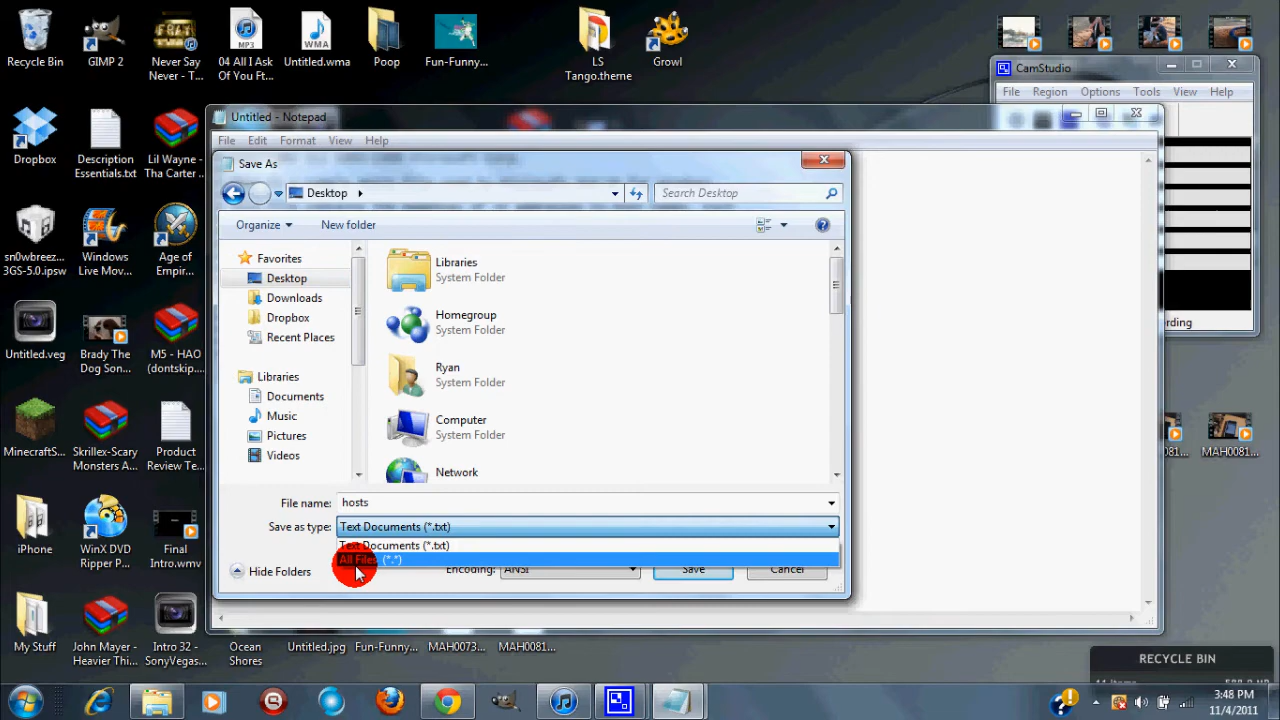 Recycle Bin
GIMP 2
Never Say
Never - T...
04 All I Ask
Of You Ft...
Untitled.wma
Poop
Fun-Funny...
LS
Tango.theme
Growl
MP3
WMA
CamStudio
File Region Options Tools View Help
Dropbox
Description
Essentials.txt
Lil Wayne -
Tha Carter ...
Untitled - Notepad
File Edit Format View Help
Save As
Desktop
Search Desktop
Organize
New folder
Favorites
Desktop
Downloads
Dropbox
Recent Places
Libraries
Documents
Music
Pictures
Videos
Libraries
System Folder
Homegroup
System Folder
Ryan
System Folder
Computer
System Folder
Network
File name: hosts
Save as type: Text Documents (*.txt)
Text Documents (*.txt)
All Files (*.*)
Hide Folders
Encoding: ANSI
Save
Cancel
sn0wbreez...
3GS-5.0.ipsw
Windows
Live Mov...
Age of
Empir...
Untitled.veg
Brady The
Dog Son...
M5 - HAO
(dontskip....
MinecraftS...
Skrillex-Scary
Monsters A...
Product
Review Te...
iPhone
WinX DVD
Ripper P...
Final
Intro.wmv
My Stuff
John Mayer -
Heavier Thi...
Intro 32 -
SonyVegas...
Ocean
Shores
Untitled.jpg
Fun-Funny...
MAH0073...
MAH0081...
rding
081...
MAH0081...
RECYCLE BIN
3:48 PM
11/4/2011